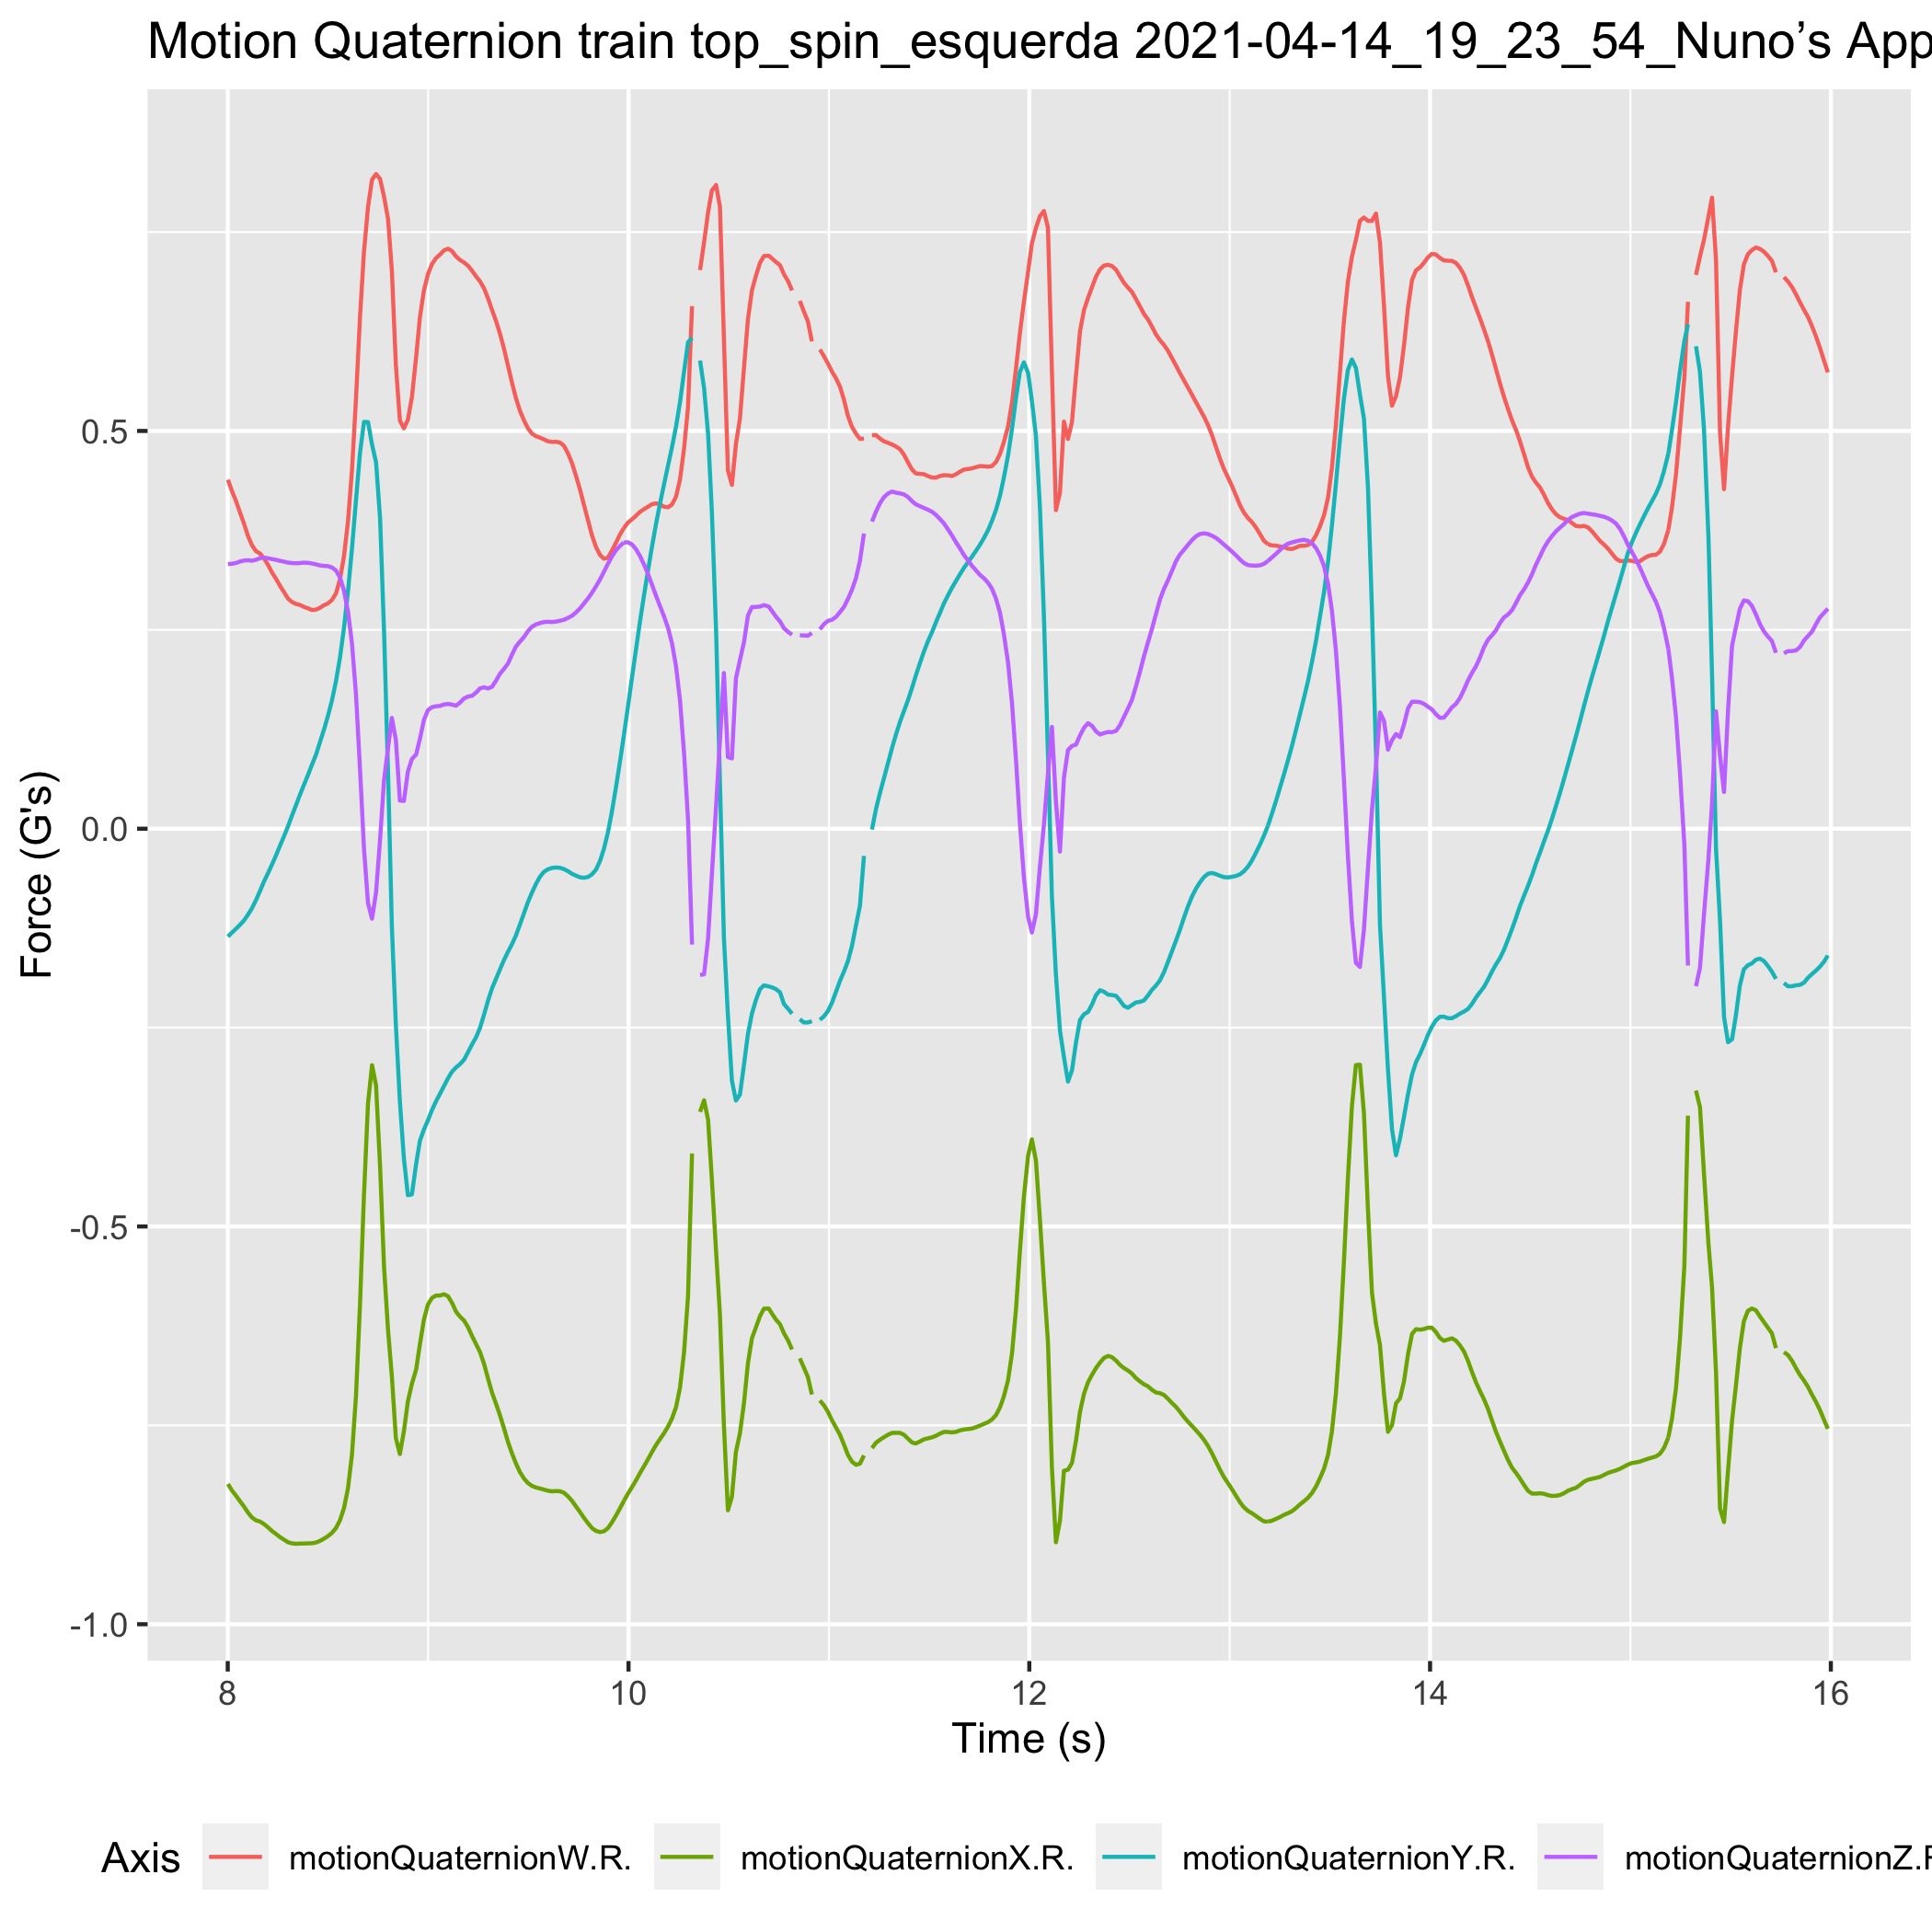 Motion Quaternion train top_spin_esquerda 2021-04-14_19_23_54_Nuno’s App
Force (G's)
0.5
0.0
-0.5
-1.0
8 10 12 14 16
Time (s)
Axis motionQuaternionW.R. motionQuaternionX.R. motionQuaternionY.R. motionQuaternionZ.R